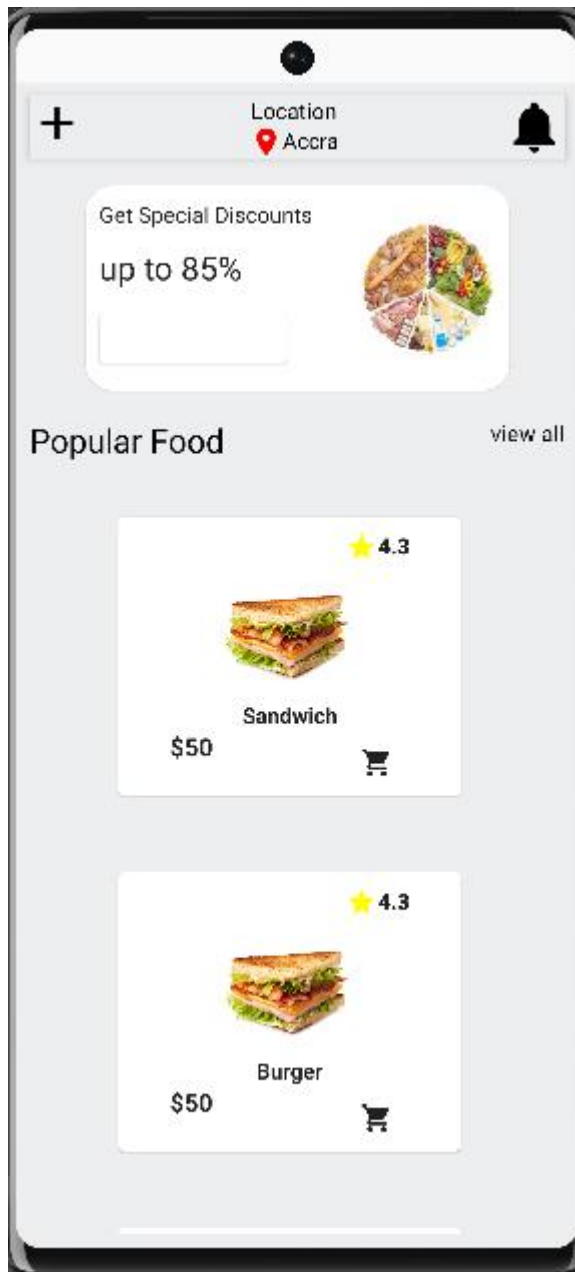 Location
Accra
Get Special Discounts
up to 85%
Popular Food
view all
4.3
Sandwich
$50
4.3
Burger
$50